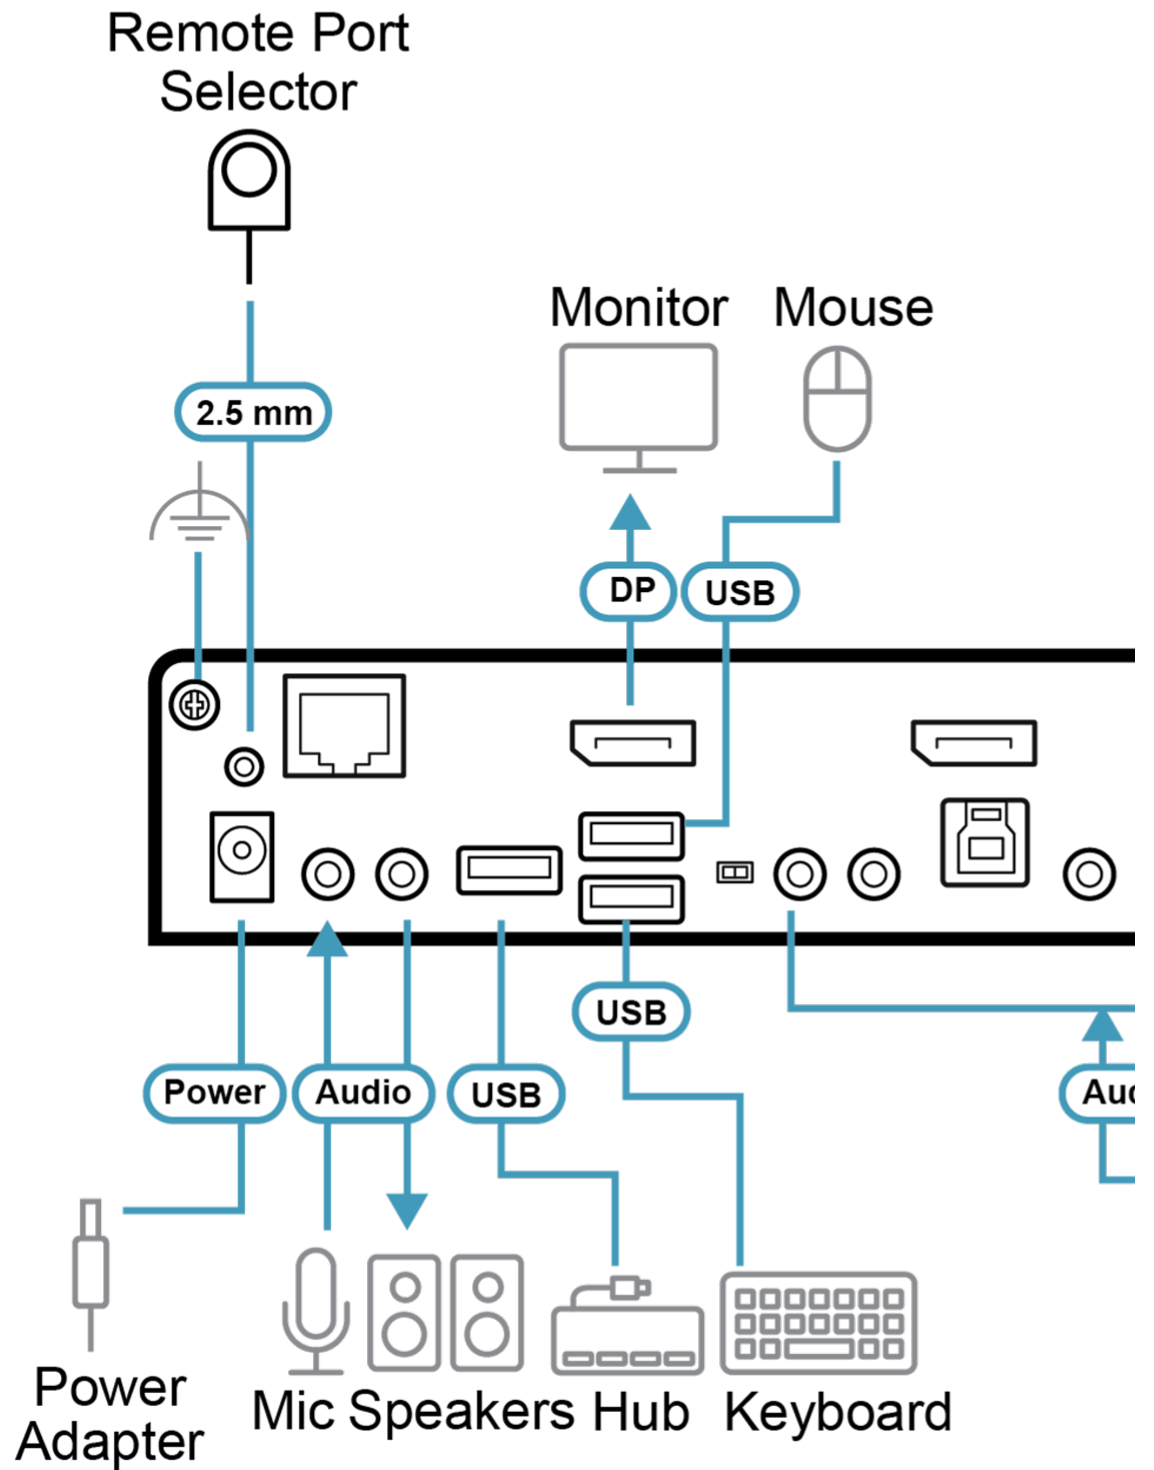 Remote Port
Selector
2.5 mm
Monitor
Mouse
DP
USB
USB
Power
Audio
USB
Power
Adapter
Mic
Speakers
Hub
Keyboard